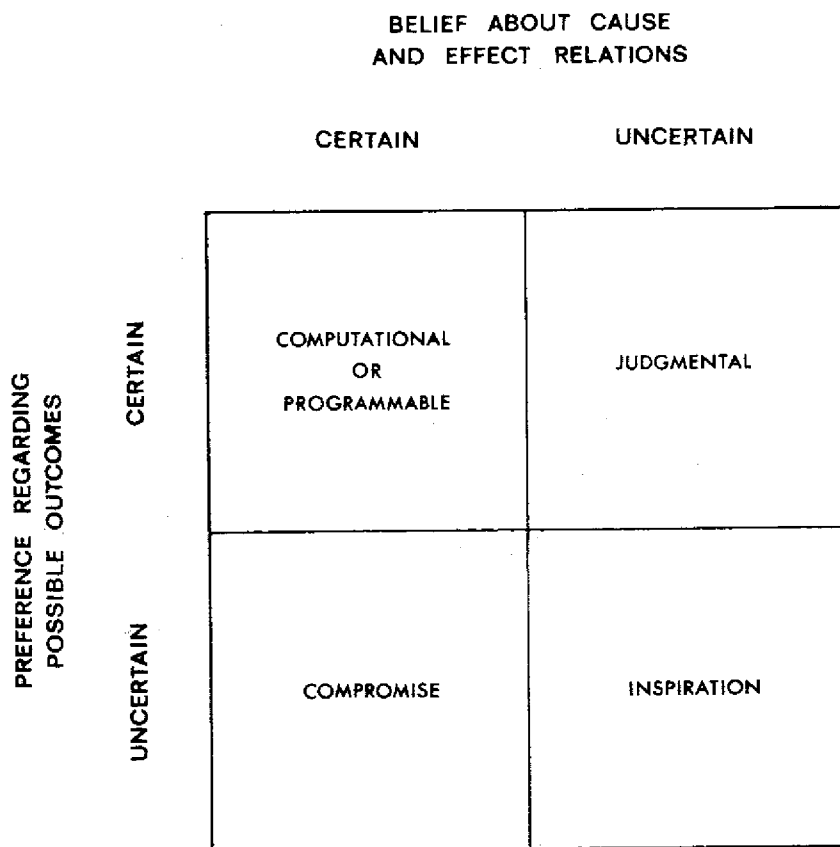 BELIEF ABOUT CAUSE
AND EFFECT RELATIONS
CERTAIN
UNCERTAIN
PREFERENCE REGARDING
POSSIBLE OUTCOMES
CERTAIN
COMPUTATIONAL
OR
PROGRAMMABLE
JUDGMENTAL
UNCERTAIN
COMPROMISE
INSPIRATION